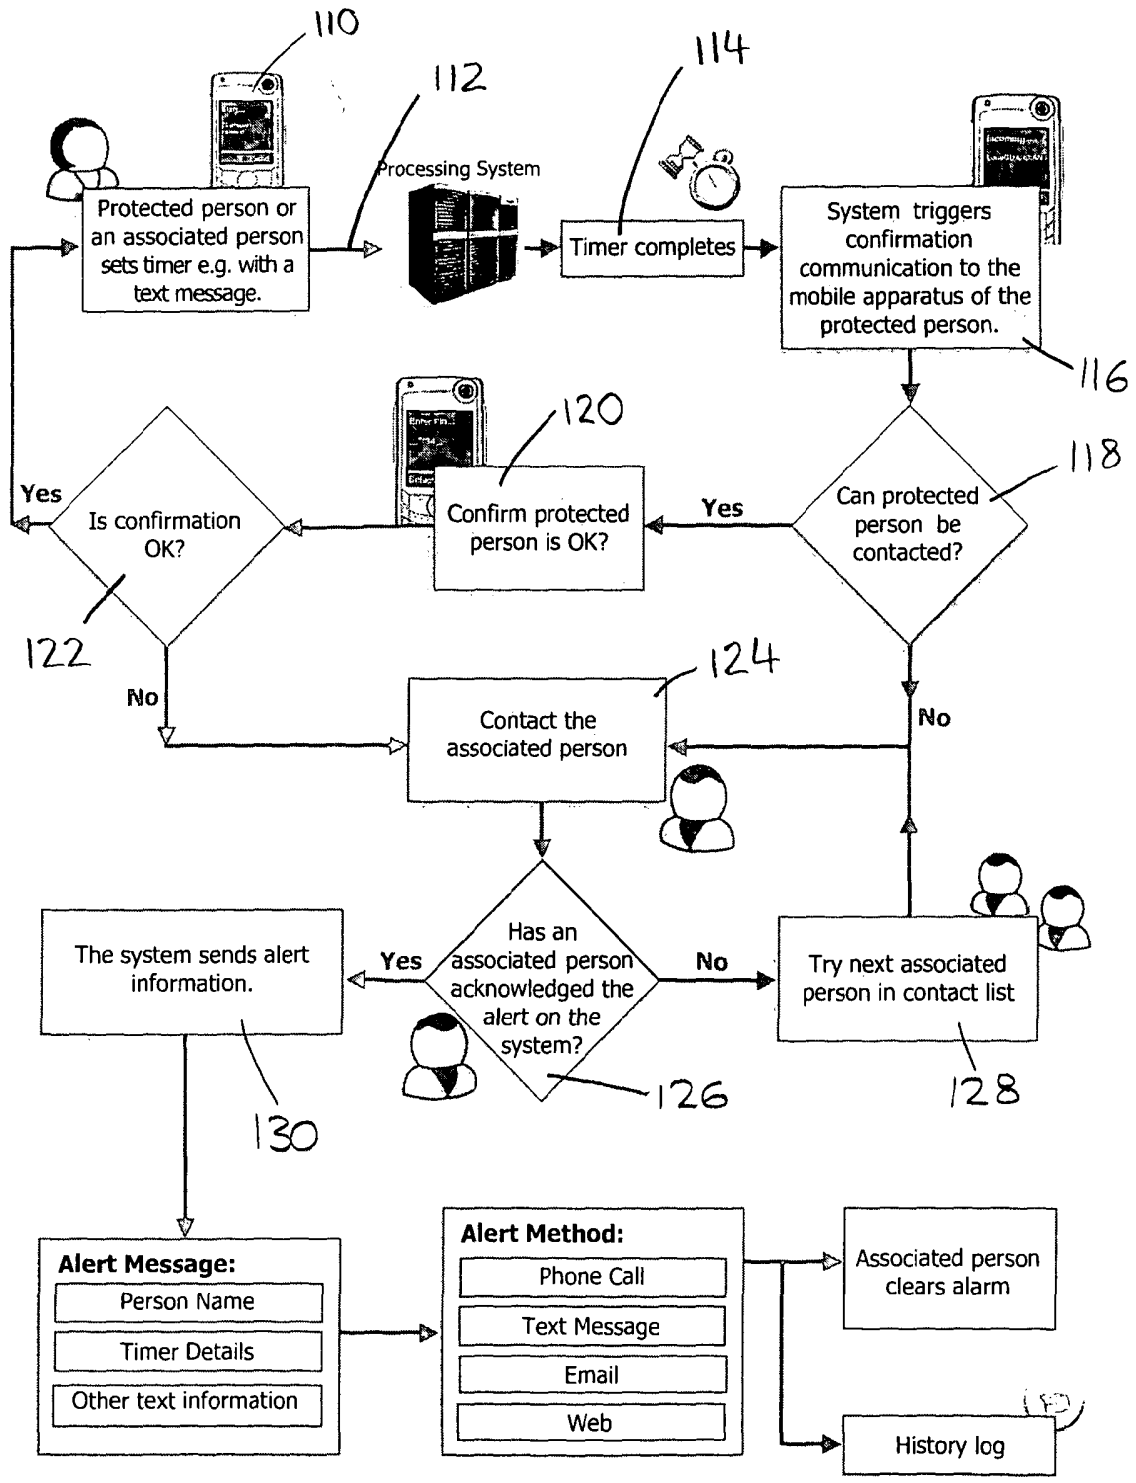 110
112
114
Processing System
Protected person or
an associated person
sets timer e.g. with a
text message.
Timer completes
System triggers
confirmation
communication to the
mobile apparatus of the
protected person.
116
120
118
Yes
Is confirmation
OK?
Confirm protected
person is OK?
Yes
Can protected
person be
contacted?
122
124
No
Contact the
associated person
No
The system sends alert
information.
Yes
Has an
associated person
acknowledged the
alert on the
system?
No
Try next associated
person in contact list
126
128
130
Alert Message:
Person Name
Timer Details
Other text information
Alert Method:
Phone Call
Text Message
Email
Web
Associated person
clears alarm
History log